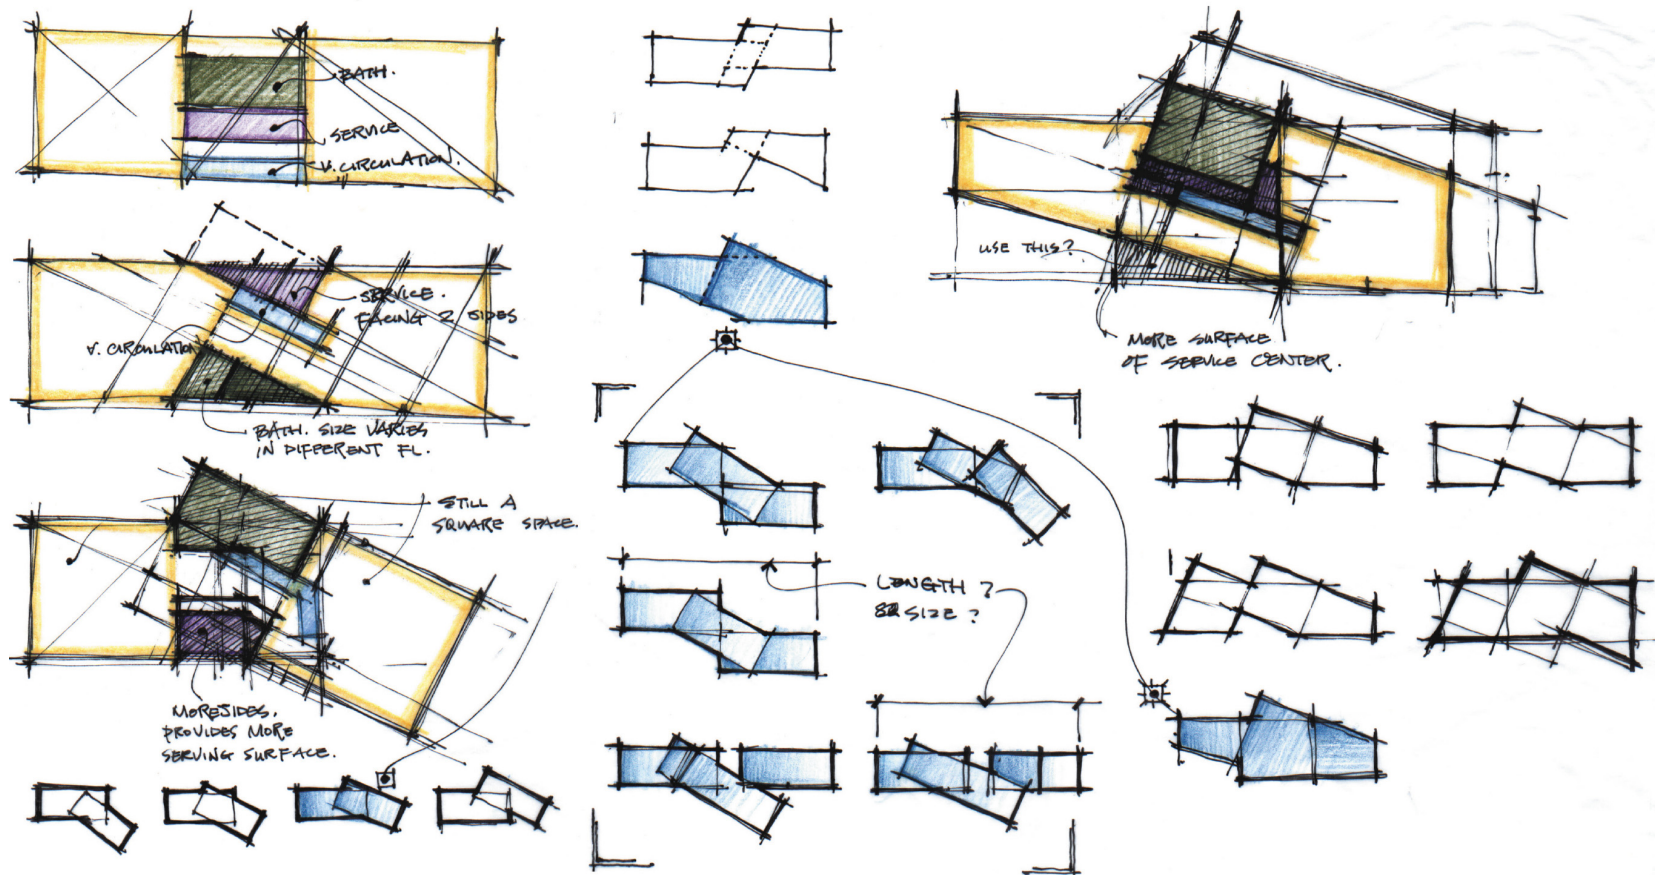 BATH.
SERVICE
V. CIRCULATION.
SERVICE.
FACING 2 SIDES
V. CIRCULATION
BATH. SIZE VARIES
IN DIFFERENT FL.
STILL A
SQUARE SPACE.
MORE SIDES.
PROVIDES MORE
SERVING SURFACE.
LENGTH?
SIZE?
USE THIS?
MORE SURFACE
OF SERVICE CENTER.